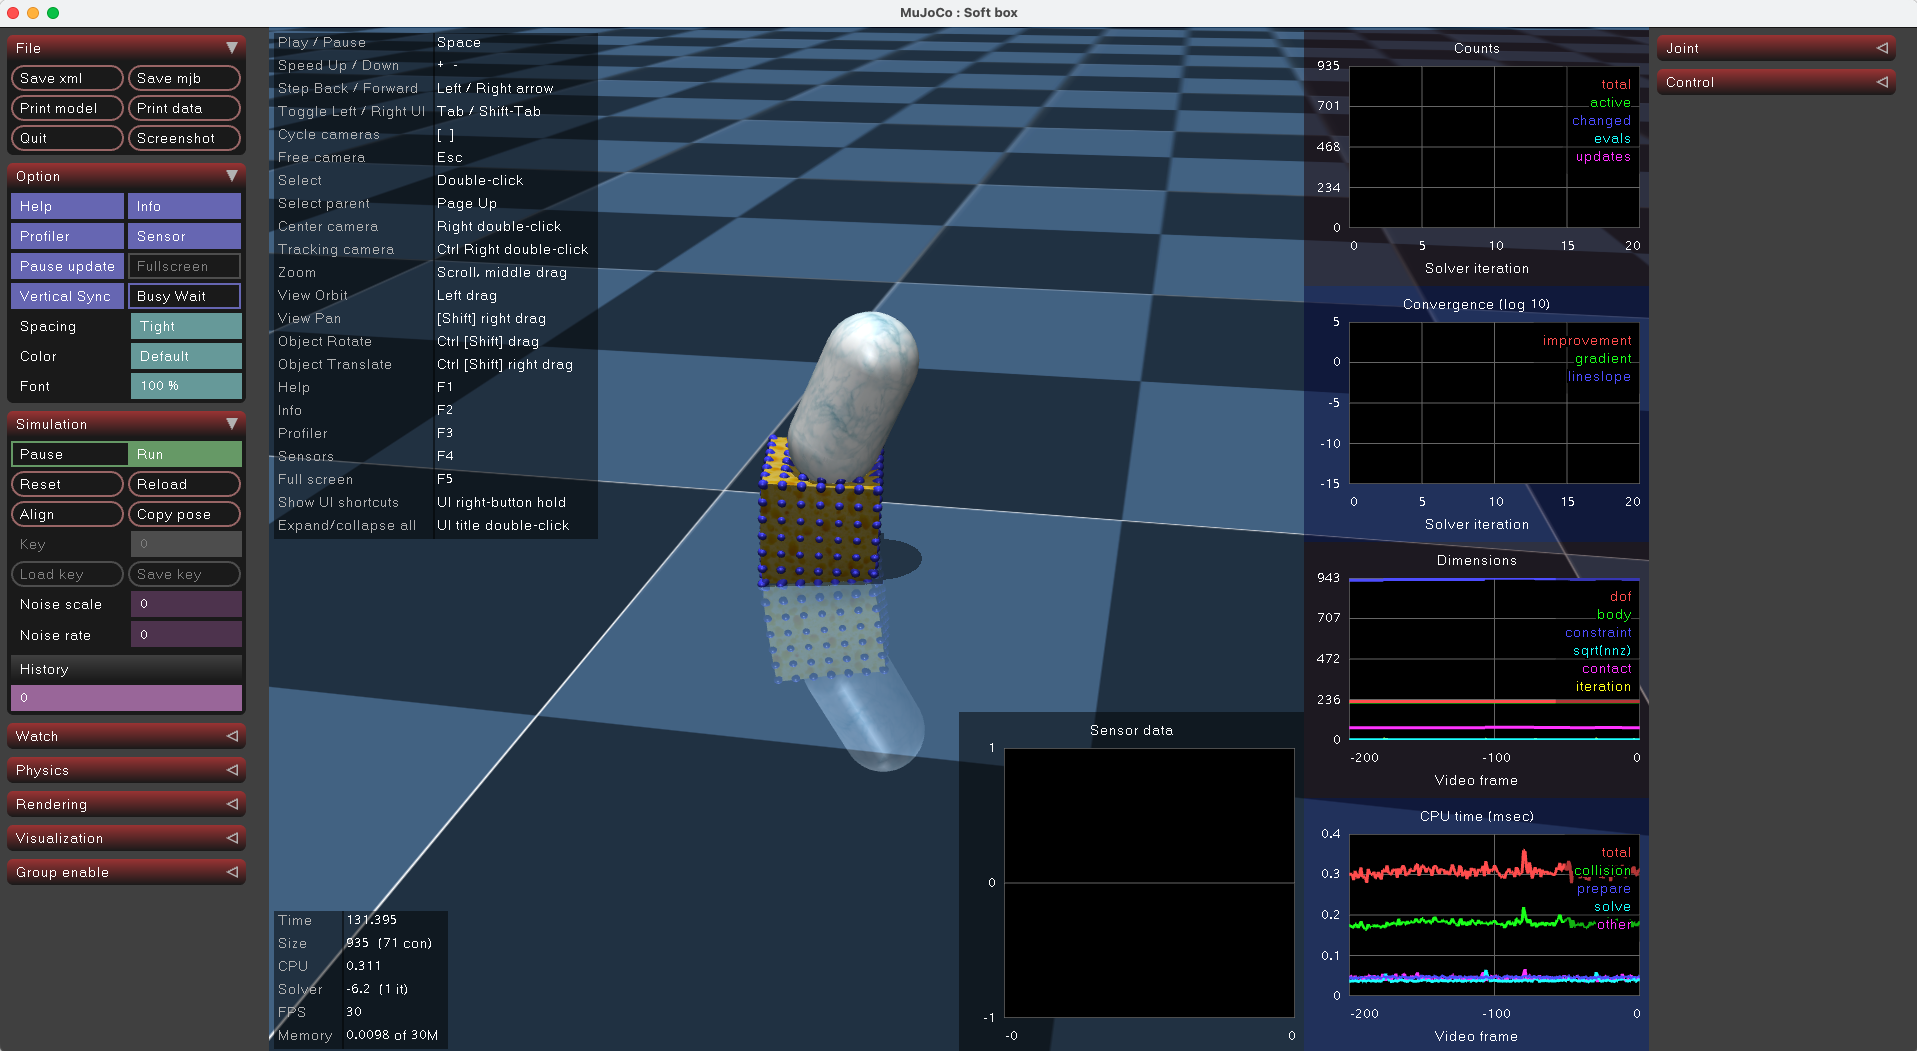 MuJoCo : Soft box
File
Save xml
Save mjb
Print model
Print data
Quit
Screenshot
Option
Help
Info
Profiler
Sensor
Pause update
Fullscreen
Vertical Sync
Busy Wait
Spacing
Tight
Color
Default
Font
100 %
Simulation
Pause
Run
Reset
Reload
Align
Copy pose
Key
0
Load key
Save key
Noise scale
0
Noise rate
0
History
0
Watch
Physics
Rendering
Visualization
Group enable
Play / Pause Space
Speed Up / Down + -
Step Back / Forward Left / Right arrow
Toggle Left / Right UI Tab / Shift-Tab
Cycle cameras [ ]
Free camera Esc
Select Double-click
Select parent Page Up
Center camera Right double-click
Tracking camera Ctrl Right double-click
Zoom Scroll, middle drag
View Orbit Left drag
View Pan [Shift] right drag
Object Rotate Ctrl [Shift] drag
Object Translate Ctrl [Shift] right drag
Help F1
Info F2
Profiler F3
Sensors F4
Full screen F5
Show UI shortcuts UI right-button hold
Expand/collapse all UI title double-click
Time 131.395
Size 935 (71 con)
CPU 0.311
Solver -6.2 (1 it)
FPS 30
Memory 0.0098 of 30M
Sensor data
1
0
-1
-0 0
Counts
935
701
468
234
0
total
active
changed
evals
updates
0 5 10 15 20
Solver iteration
Convergence (log 10)
5
0
-5
-10
-15
improvement
gradient
lineslope
0 5 10 15 20
Solver iteration
Dimensions
943
707
472
236
0
dof
body
constraint
sqrt(nnz)
contact
iteration
-200 -100 0
Video frame
CPU time (msec)
0.4
0.3
0.2
0.1
0
total
collision
prepare
solve
other
-200 -100 0
Video frame
Joint
Control